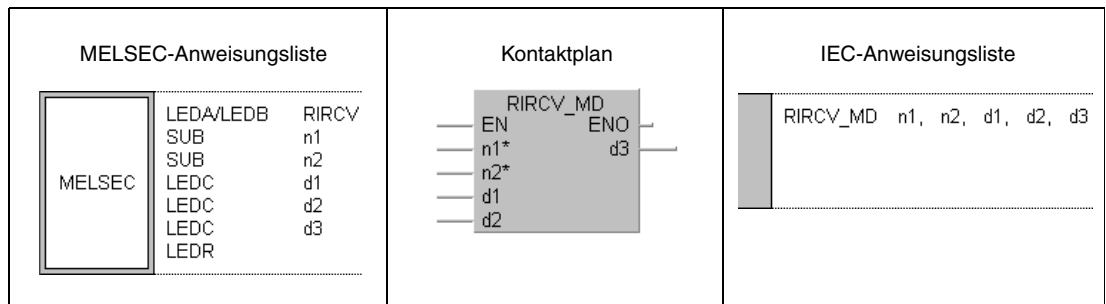 MELSEC-Anweisungsliste
MELSEC
LEDA/LEDB RIRCV
SUB n1
SUB n2
LEDC d1
LEDC d2
LEDC d3
LEDR
Kontaktplan
RIRCV_MD
EN ENO
n1* d3
n2*
d1
d2
IEC-Anweisungsliste
RIRCV_MD n1, n2, d1, d2, d3